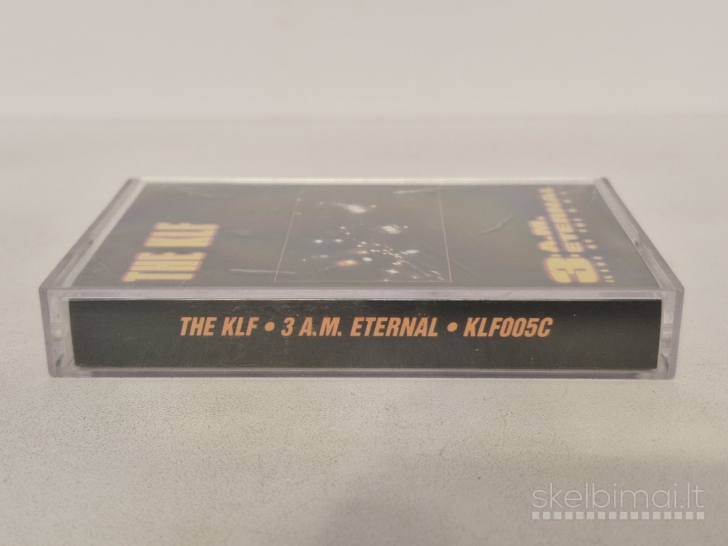 THE KLF
3 A.M.
ETERNAL
THE KLF • 3 A.M. ETERNAL • KLF005C
skelbimai.lt